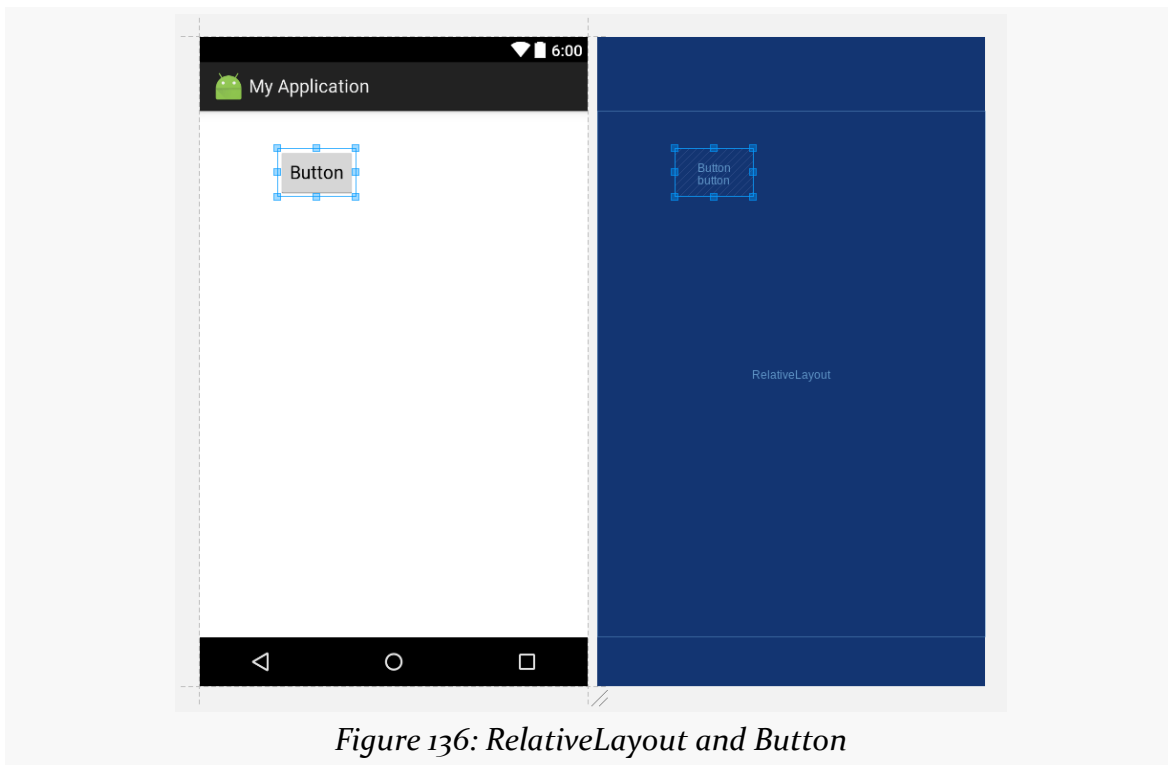 6:00
My Application
Button
Button
button
RelativeLayout
Figure 136: RelativeLayout and Button